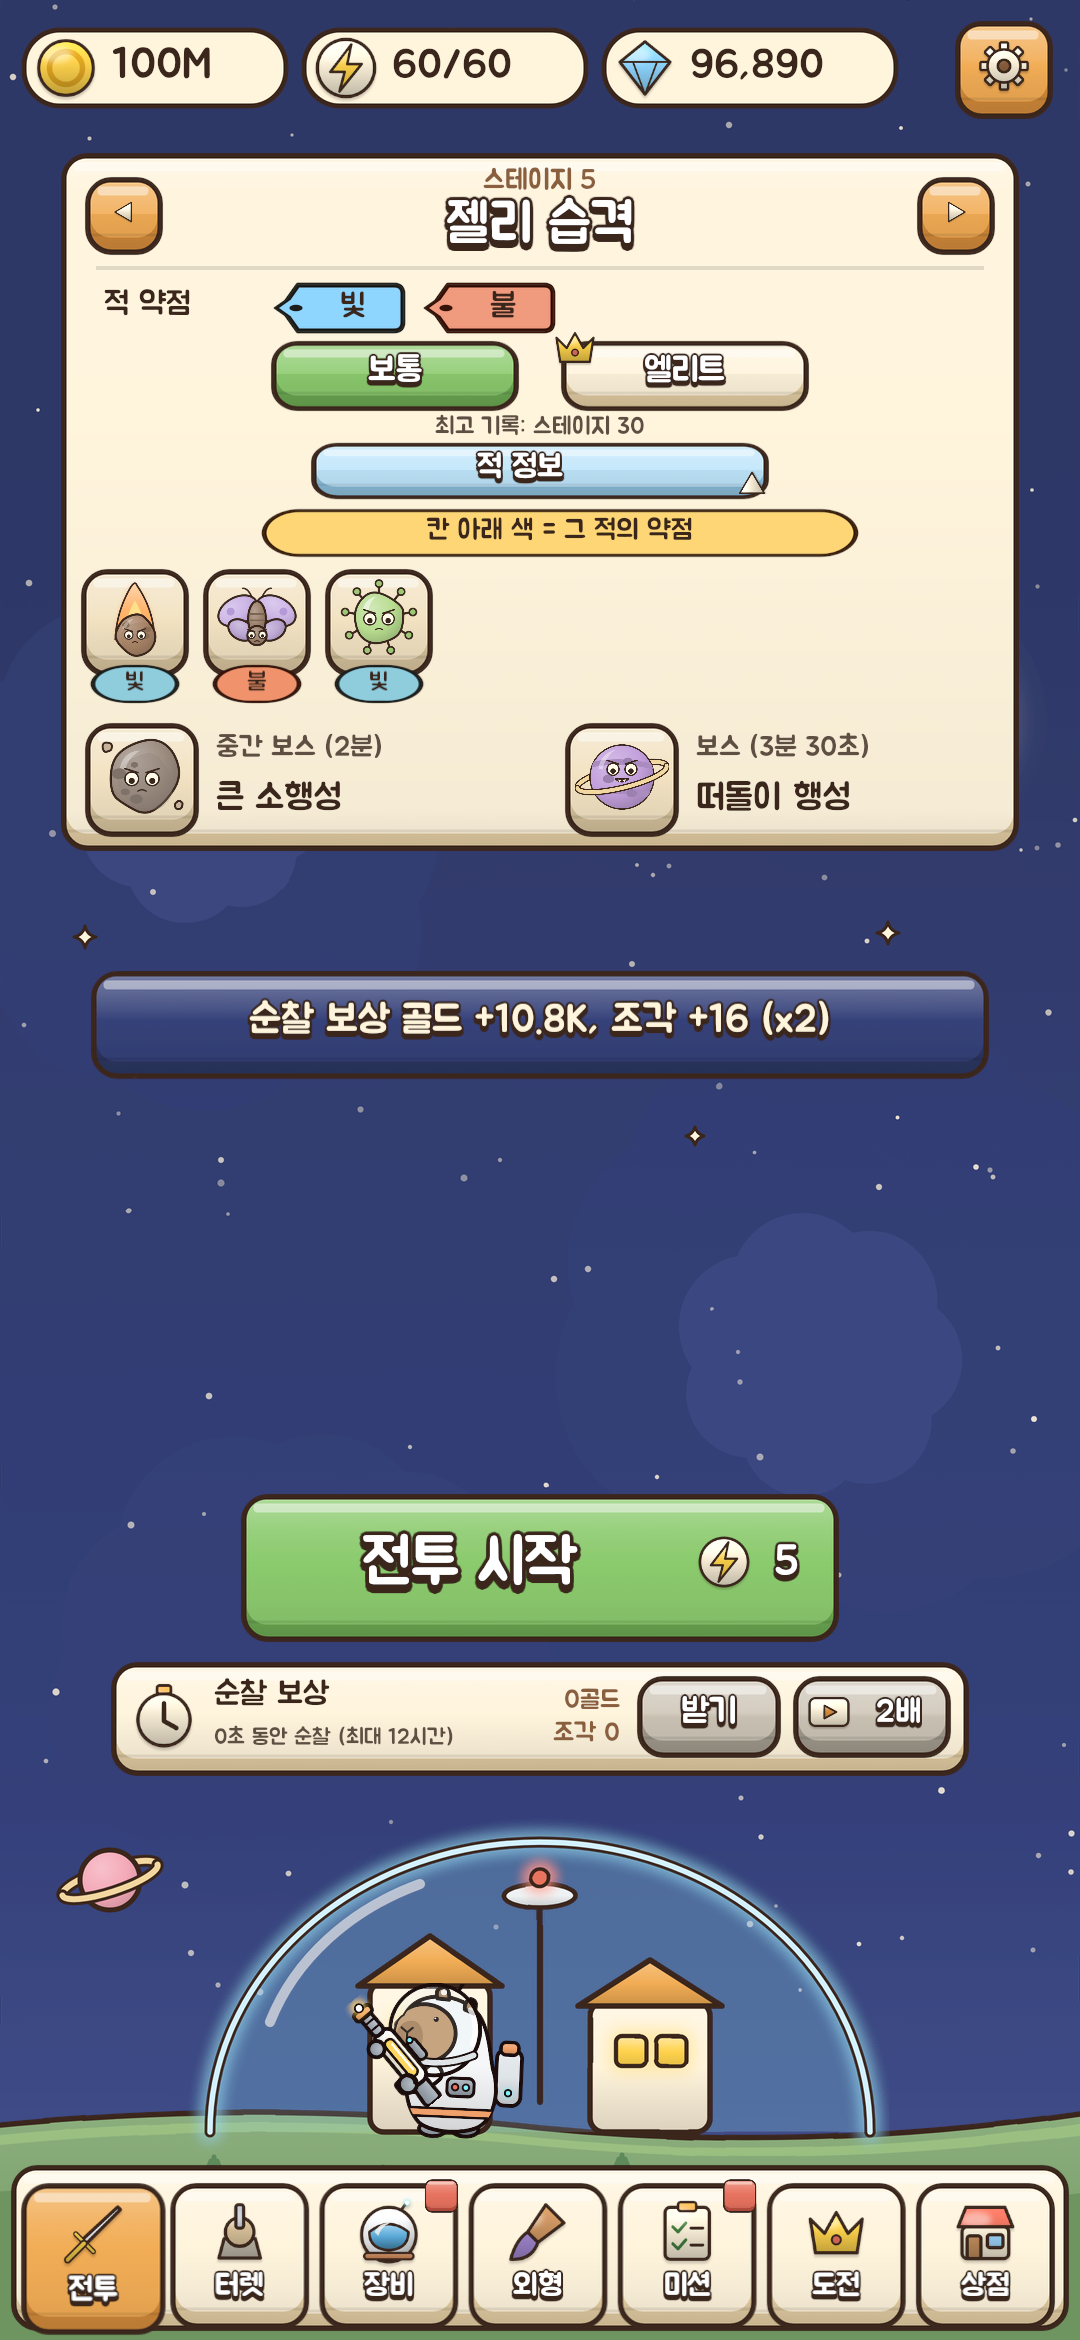 100M
60/60
96,890
스테이지 5
젤리 습격
적 약점
빛
불
보통
엘리트
최고 기록: 스테이지 30
적 정보
칸 아래 색 = 그 적의 약점
빛
불
빛
중간 보스 (2분)
큰 소행성
보스 (3분 30초)
떠돌이 행성
순찰 보상 골드 +10.8K, 조각 +16 (x2)
전투 시작
5
순찰 보상
0초 동안 순찰 (최대 12시간)
0골드
조각 0
받기
2배
전투
터렛
장비
외형
미션
도전
상점